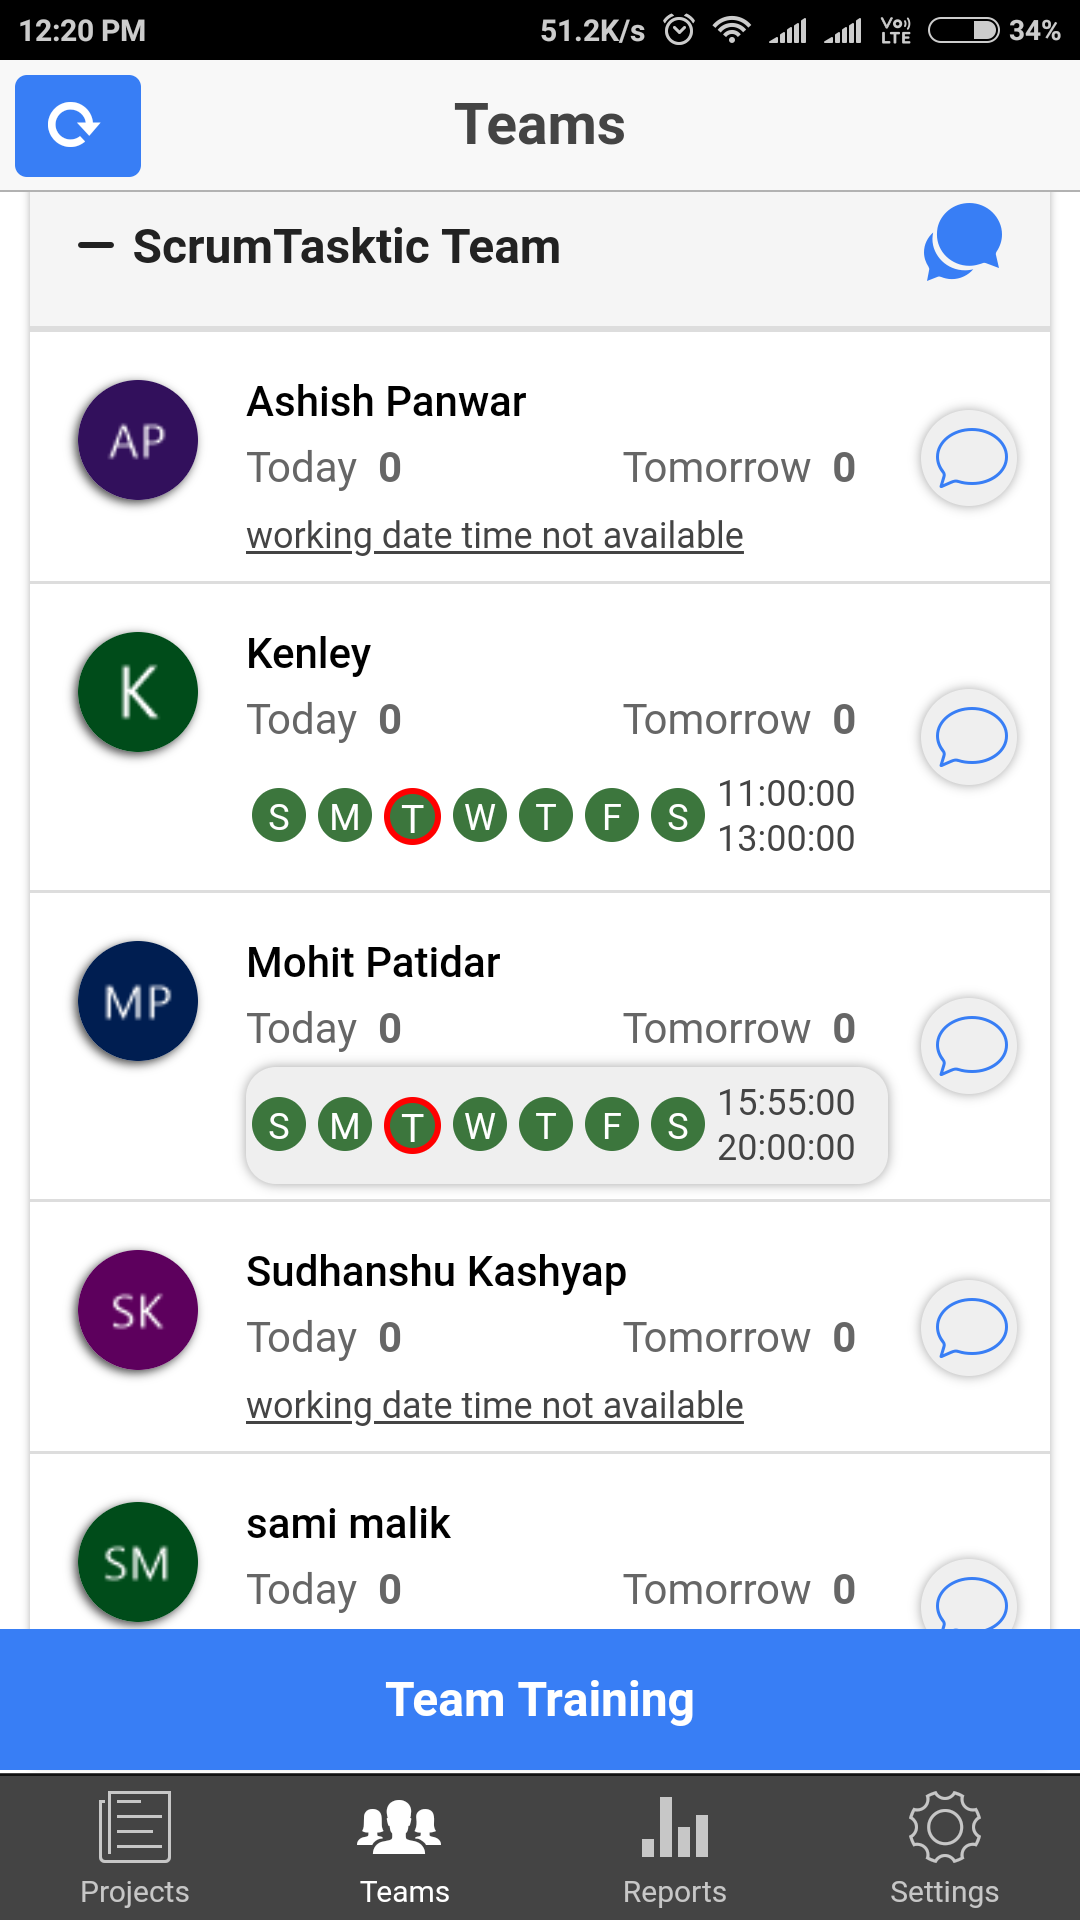 12:20 PM 51.2K/s VoLTE 34%
Teams
ScrumTasktic Team
AP
Ashish Panwar
Today 0 Tomorrow 0
working date time not available
K
Kenley
Today 0 Tomorrow 0
S M T W T F S 11:00:00
13:00:00
MP
Mohit Patidar
Today 0 Tomorrow 0
S M T W T F S 15:55:00
20:00:00
SK
Sudhanshu Kashyap
Today 0 Tomorrow 0
working date time not available
SM
sami malik
Today 0 Tomorrow 0
Team Training
Projects Teams Reports Settings